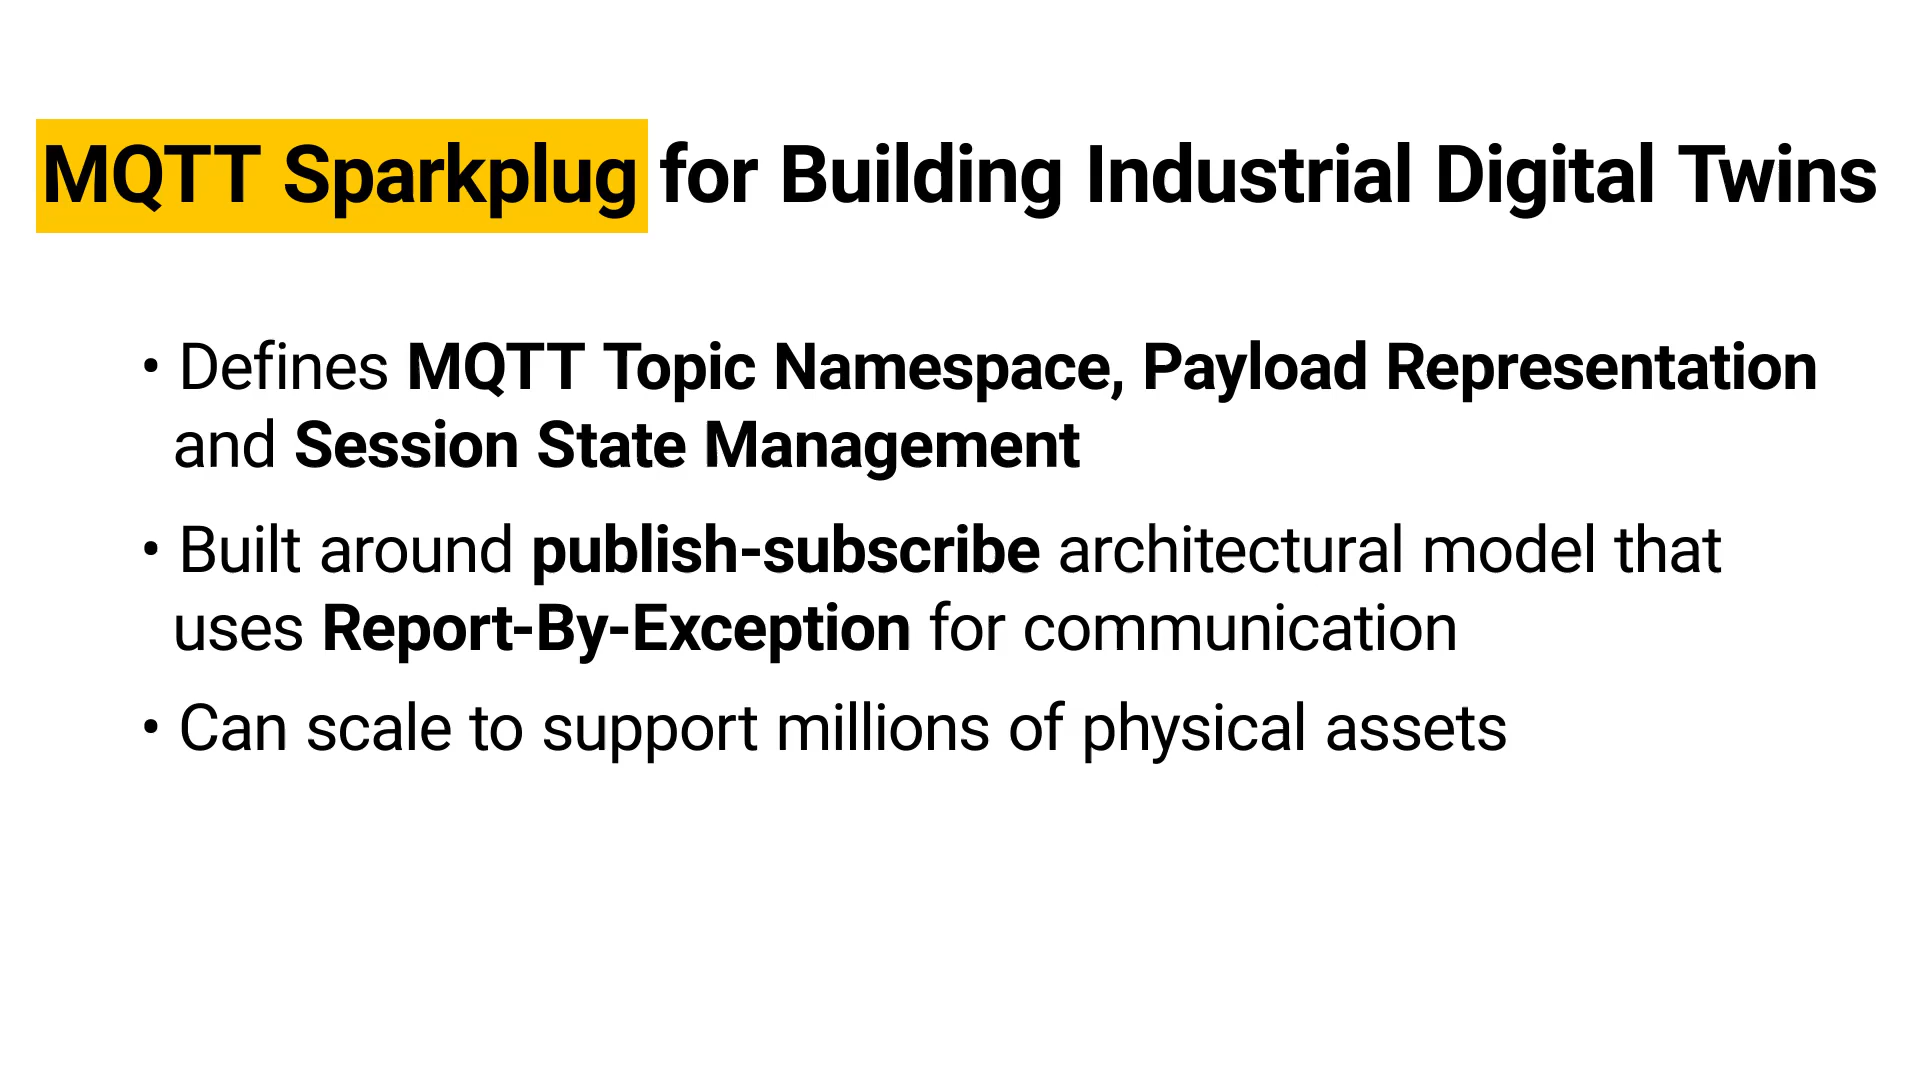 MQTT Sparkplug for Building Industrial Digital Twins
• Defines MQTT Topic Namespace, Payload Representation
and Session State Management
• Built around publish-subscribe architectural model that
uses Report-By-Exception for communication
• Can scale to support millions of physical assets